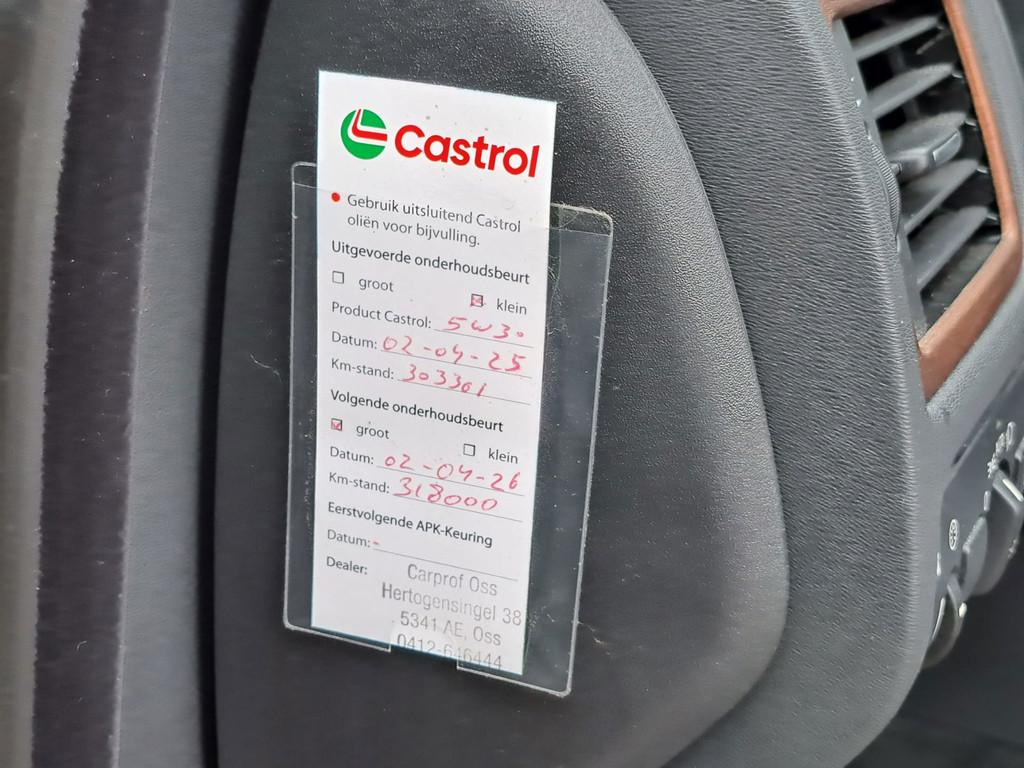 Castrol
Gebruik uitsluitend Castrol
oliën voor bijvulling.
Uitgevoerde onderhoudsbeurt
groot klein
Product Castrol: 5W30
Datum: 02-04-25
Km-stand: 303301
Volgende onderhoudsbeurt
groot klein
Datum: 02-04-26
Km-stand: 318000
Eerstvolgende APK-Keuring
Datum: -
Dealer:
Carprof Oss
Hertogensingel 38
5341 AE, Oss
0412-646444